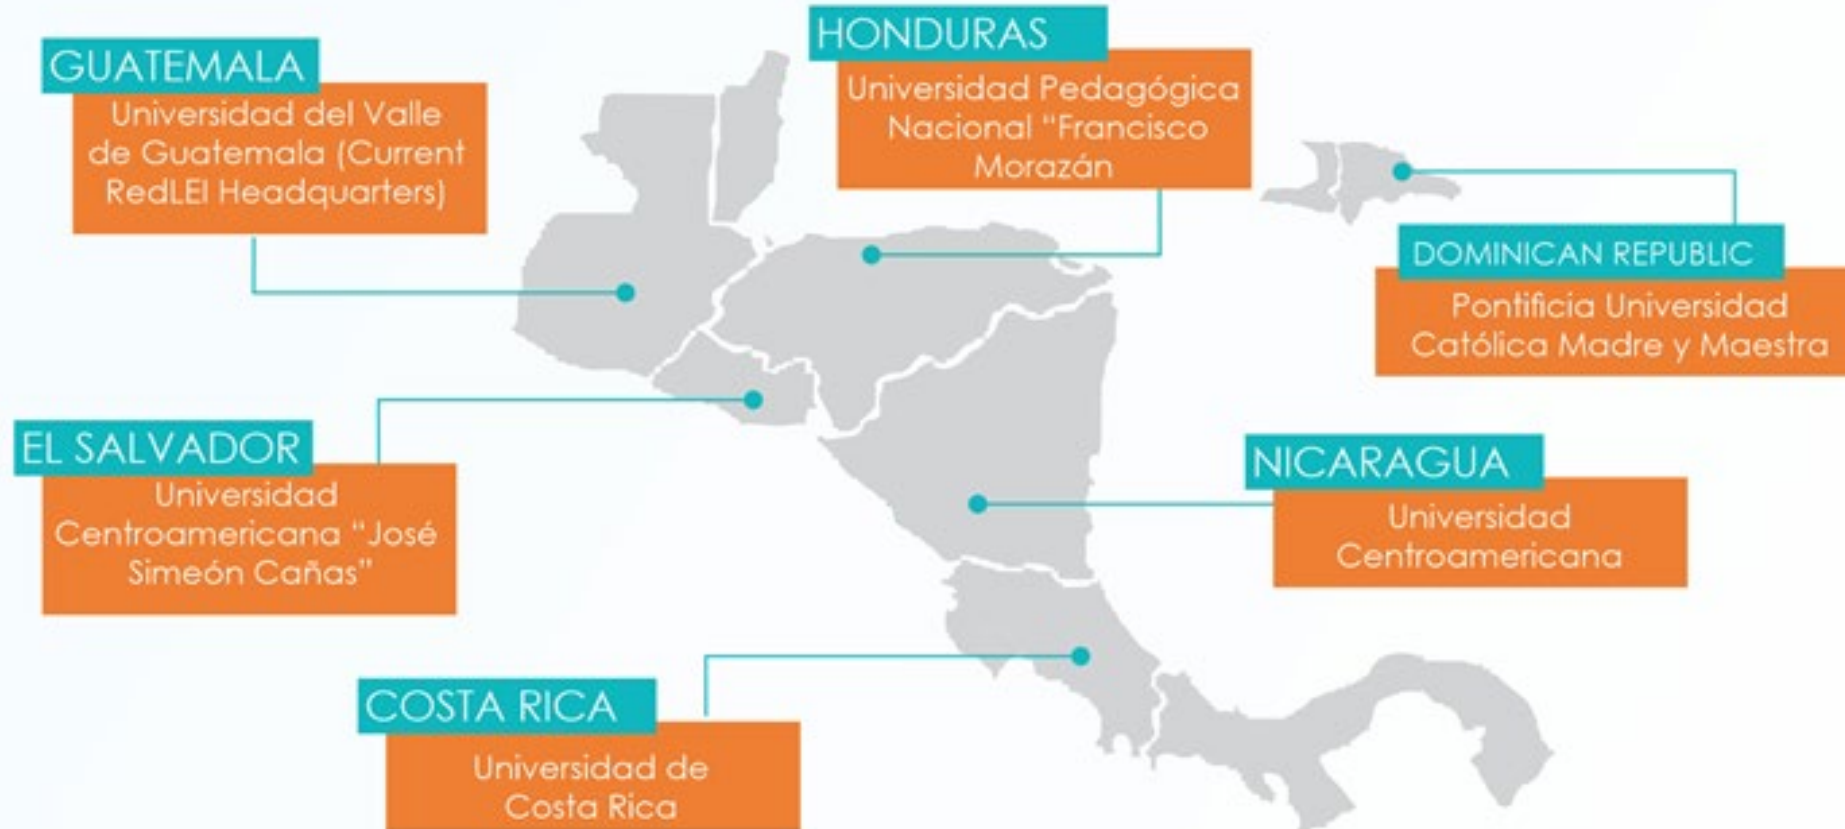 GUATEMALA
Universidad del Valle
de Guatemala (Current
RedLEI Headquarters)
HONDURAS
Universidad Pedagógica
Nacional “Francisco
Morazán
DOMINICAN REPUBLIC
Pontificia Universidad
Católica Madre y Maestra
EL SALVADOR
Universidad
Centroamericana “José
Simeón Cañas”
NICARAGUA
Universidad
Centroamericana
COSTA RICA
Universidad de
Costa Rica